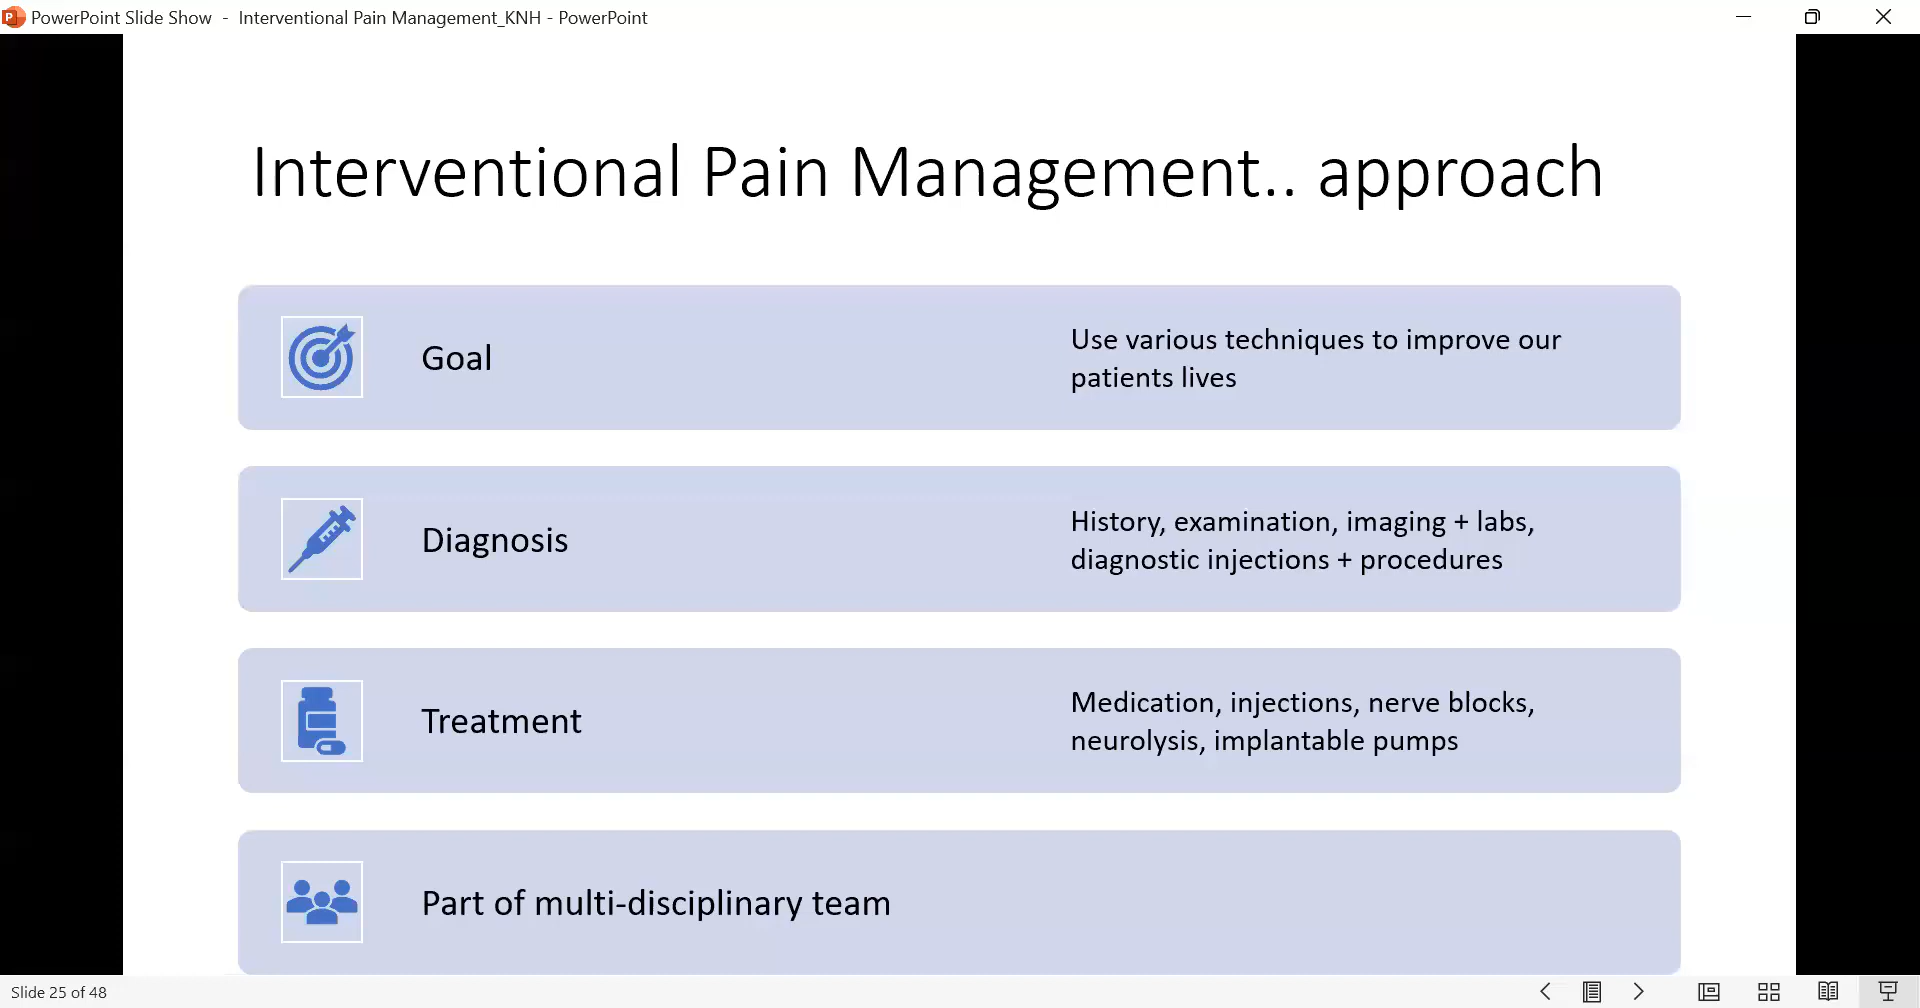 PowerPoint Slide Show - Interventional Pain Management_KNH - PowerPoint
Interventional Pain Management.. approach
Goal
Use various techniques to improve our
patients lives
Diagnosis
History, examination, imaging + labs,
diagnostic injections + procedures
Treatment
Medication, injections, nerve blocks,
neurolysis, implantable pumps
Part of multi-disciplinary team
Slide 25 of 48